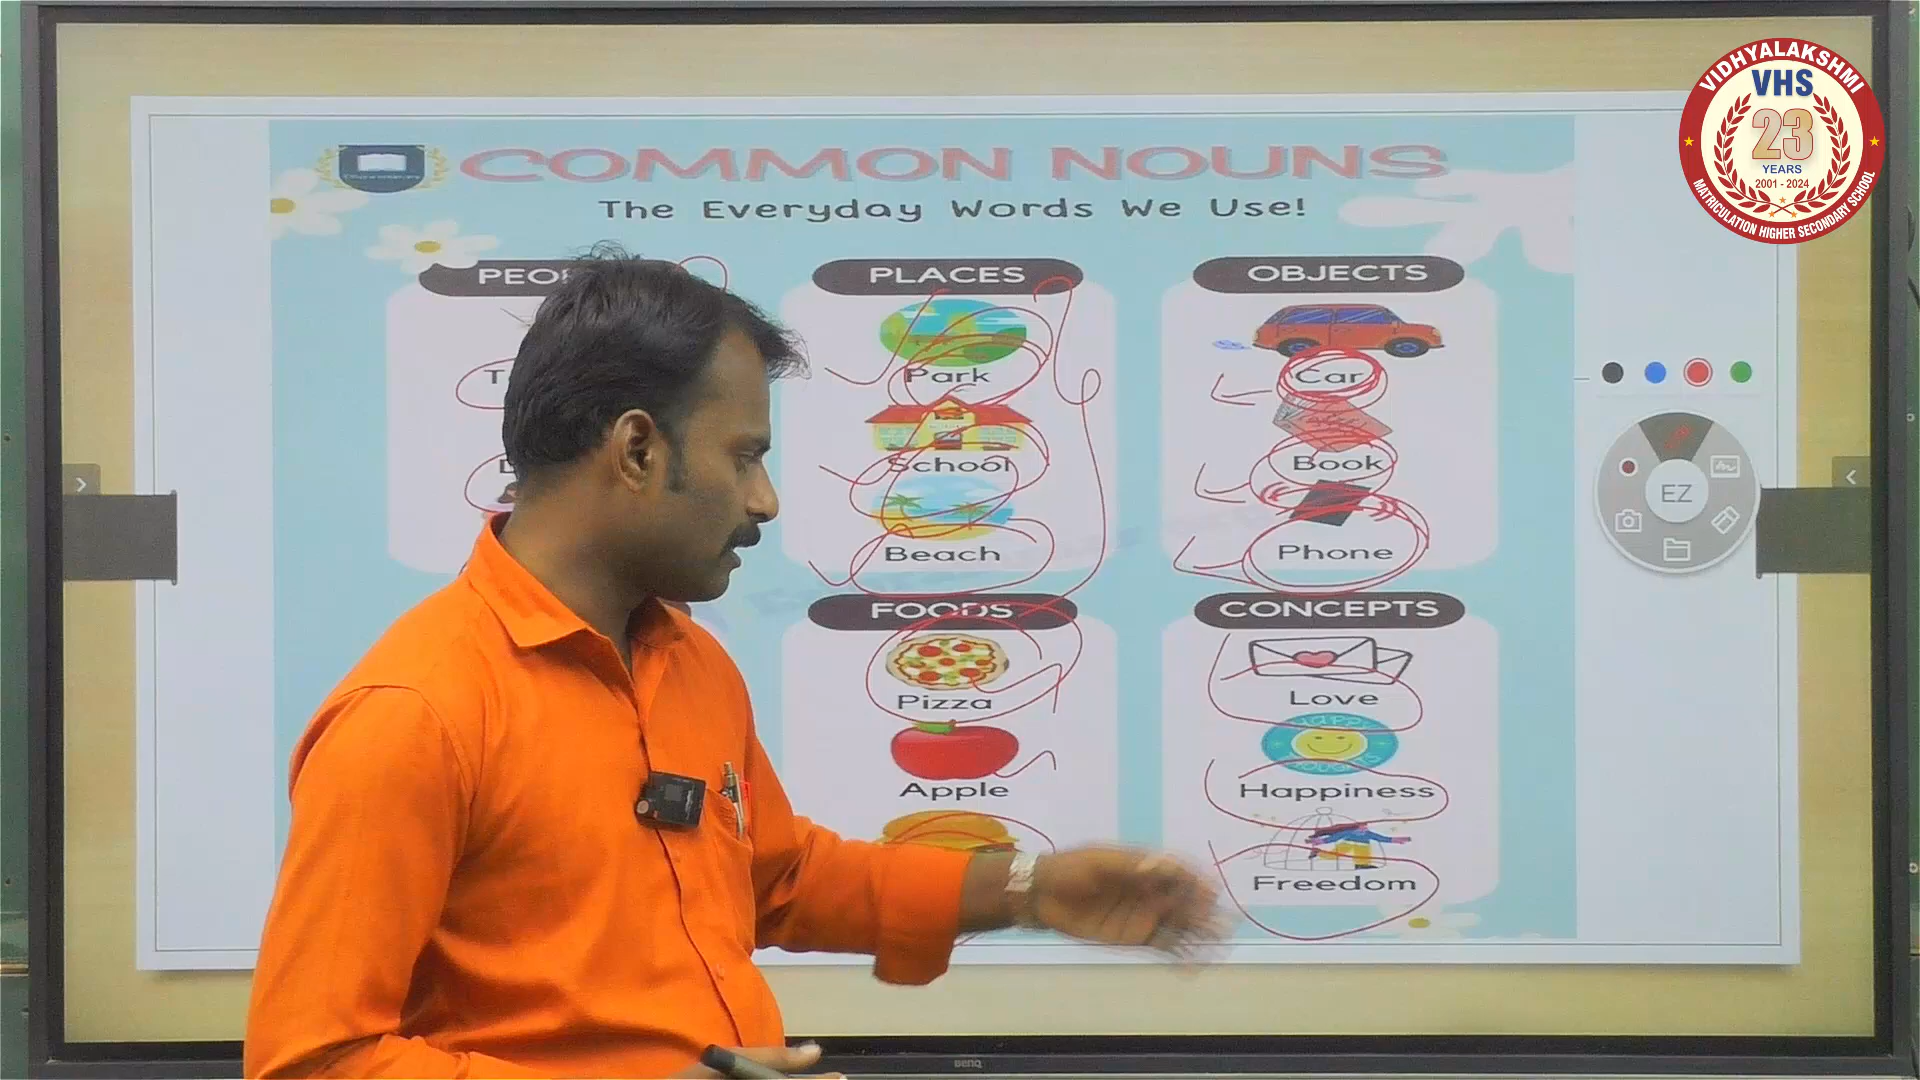 COMMON NOUNS
The Everyday Words We Use!
PLACES
Park
School
Beach
OBJECTS
Car
Book
Phone
FOODS
Pizza
Apple
CONCEPTS
Love
Happiness
Freedom
EZ
BenQ
VIDHYALAKSHMI
VHS
23
YEARS
2001 - 2024
MATRICULATION HIGHER SECONDARY SCHOOL